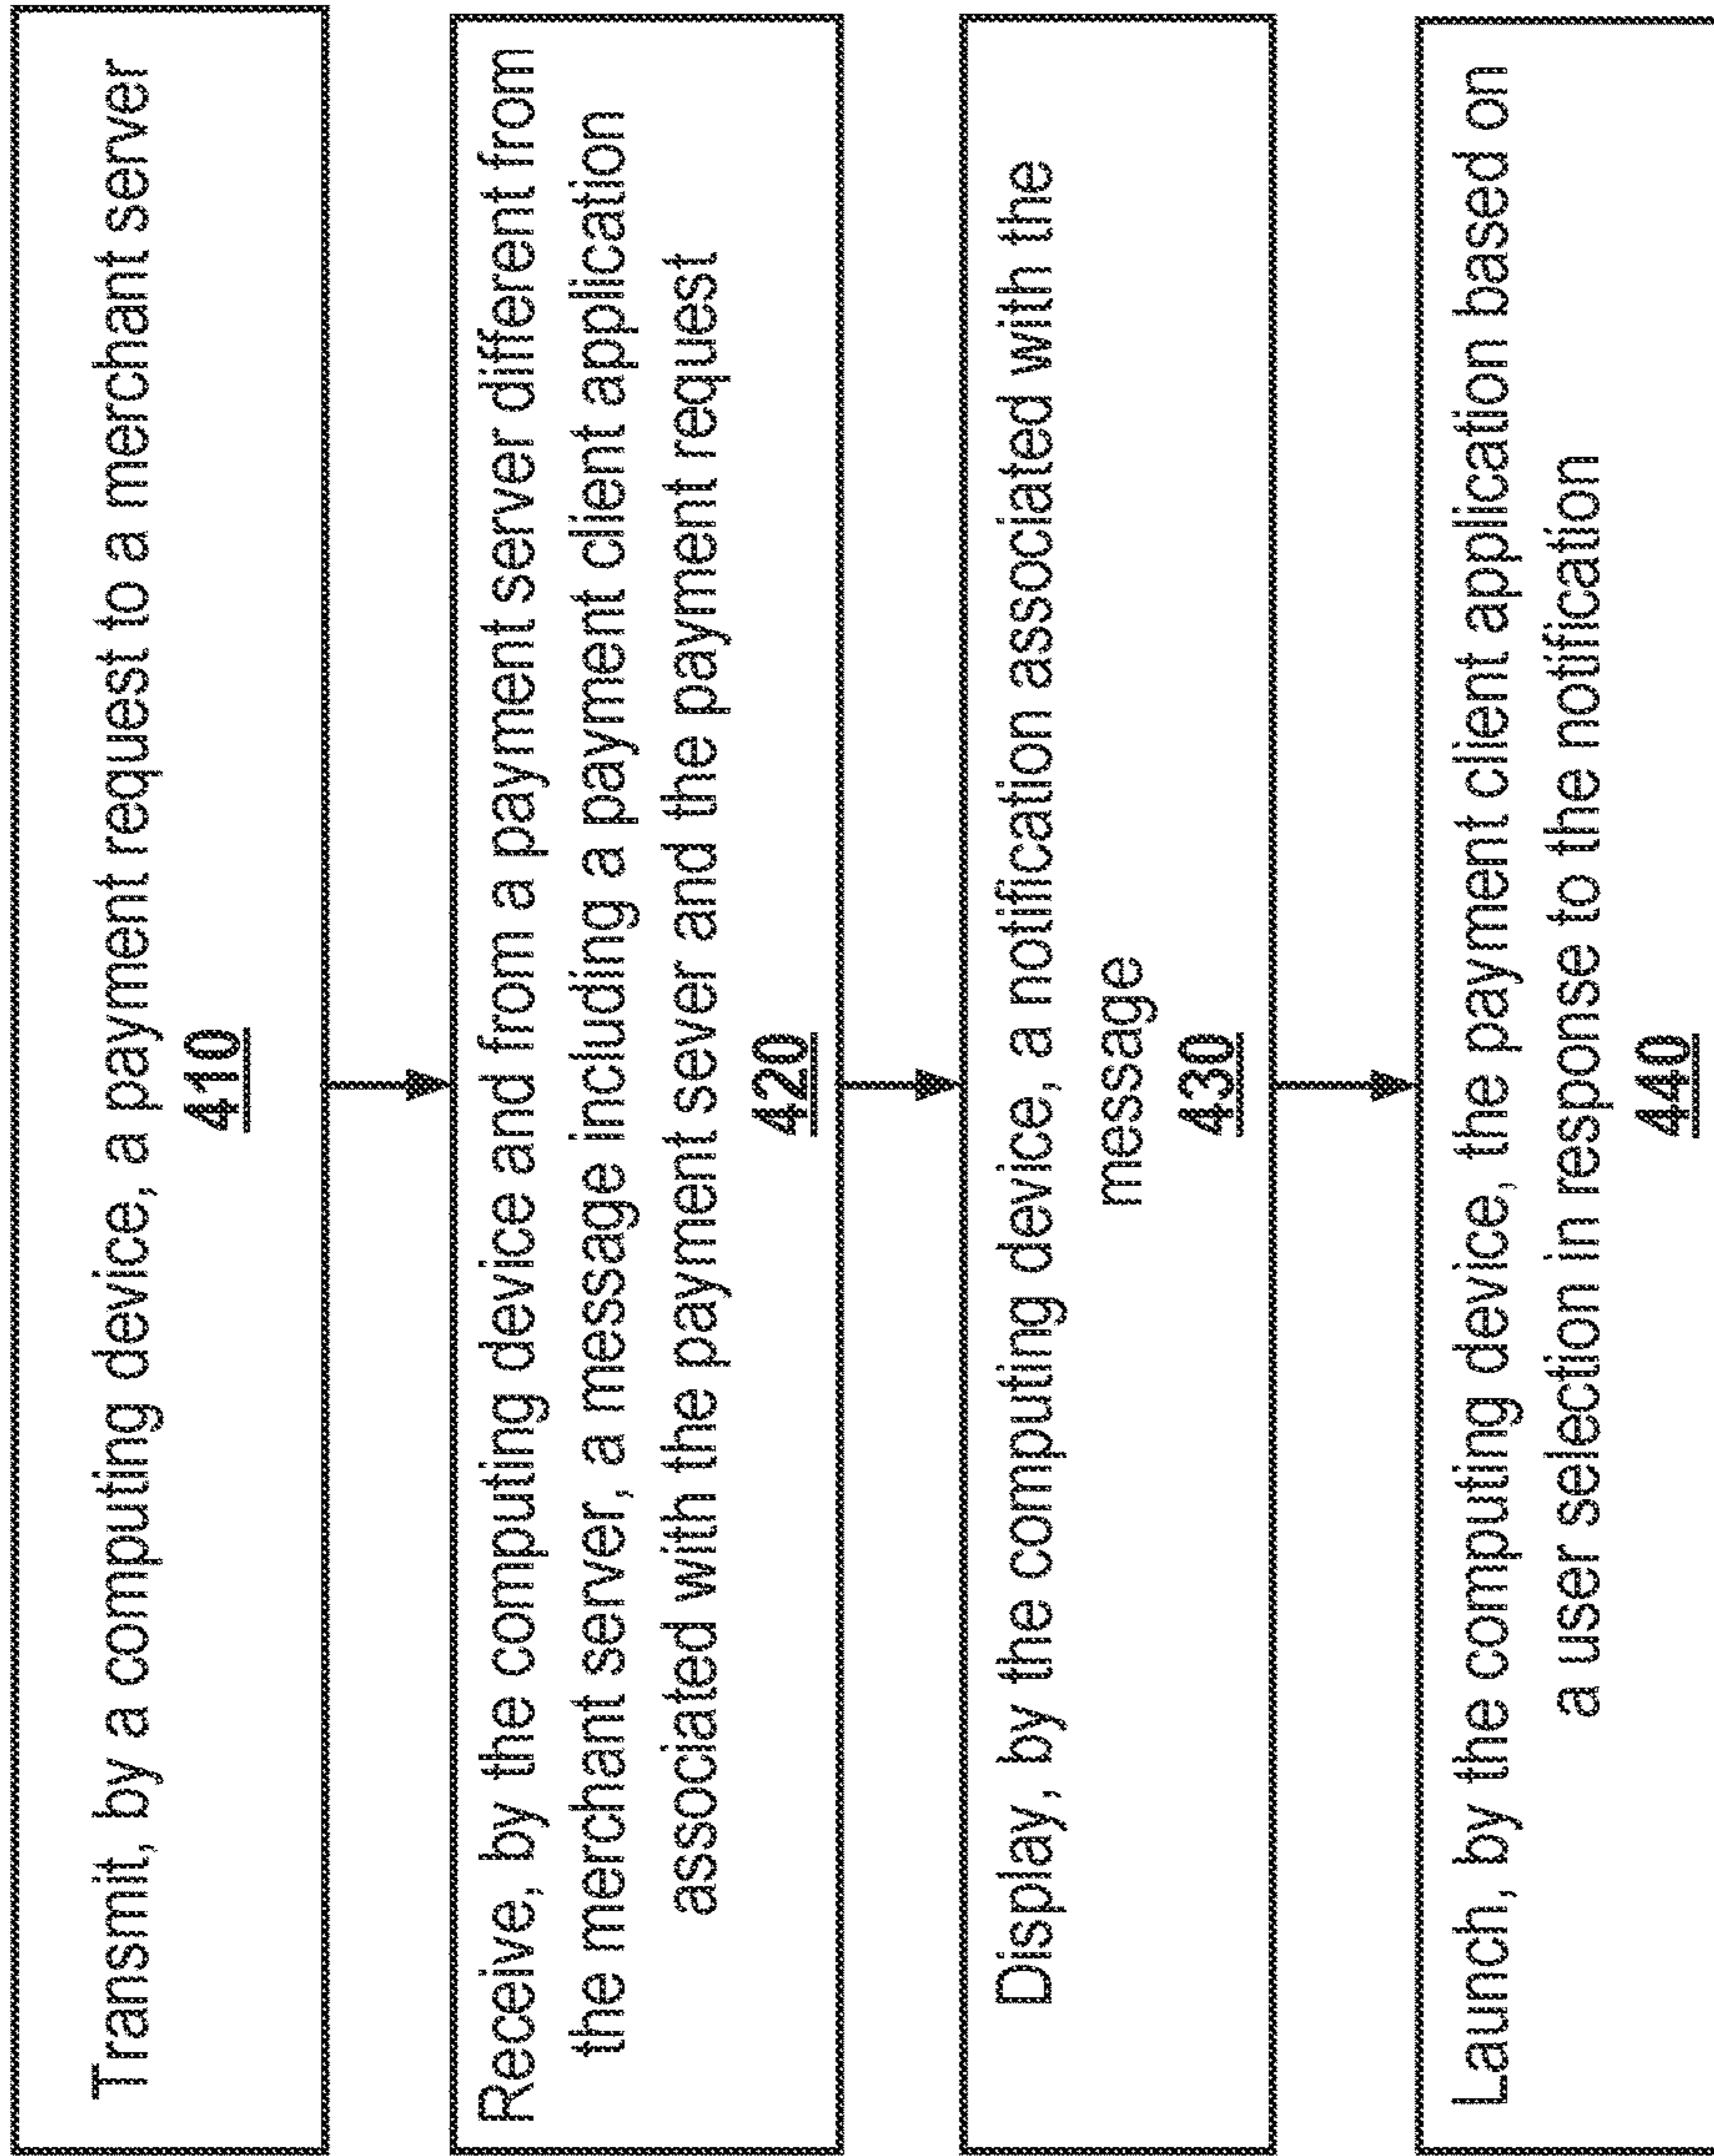 Transmit, by a computing device, a payment request to a merchant server
410
Receive, by the computing device and from a payment server different from
the merchant server, a message including a payment client application
associated with the payment sever and the payment request
420
Display, by the computing device, a notification associated with the
message
430
Launch, by the computing device, the payment client application based on
a user selection in response to the notification
440